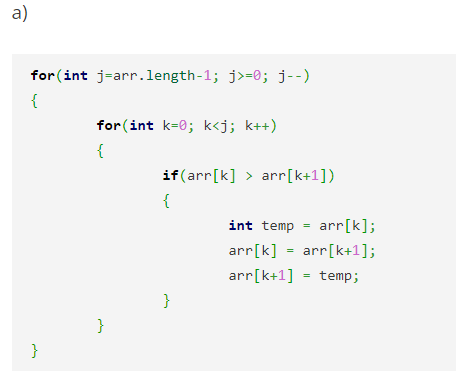 a)
for(int j=arr.length-1; j>=0; j--)
{
for(int k=0; k<j; k++)
{
if(arr[k] > arr[k+1])
{
int temp = arr[k];
arr[k] = arr[k+1];
arr[k+1] = temp;
}
}
}